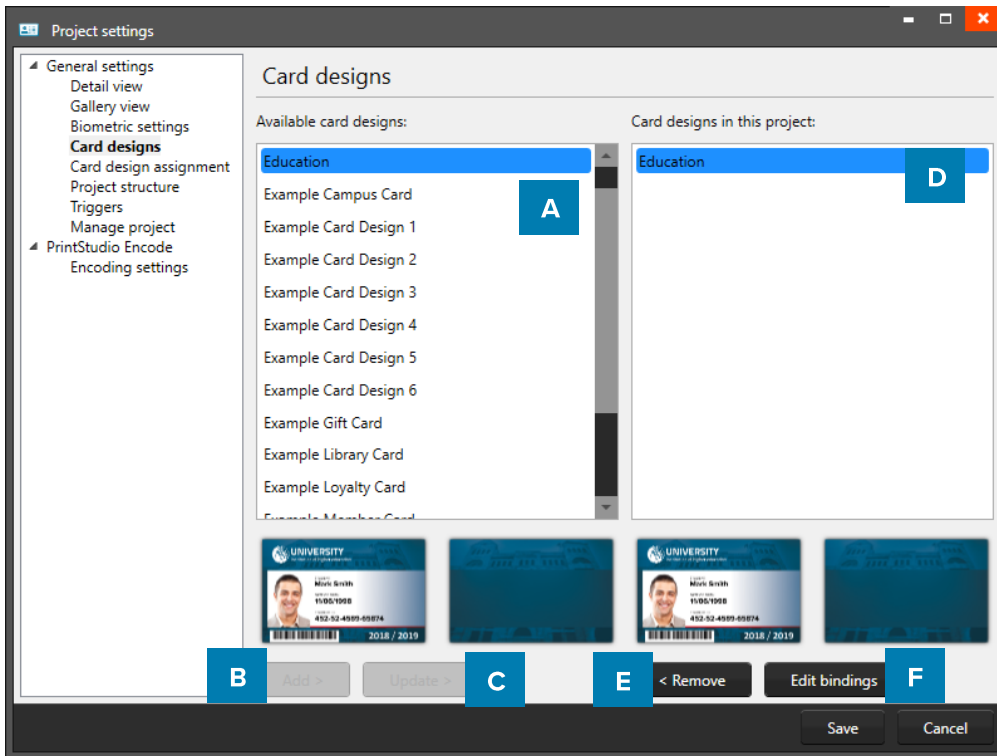 Project settings
General settings
Detail view
Gallery view
Biometric settings
Card designs
Card design assignment
Project structure
Triggers
Manage project
PrintStudio Encode
Encoding settings
Card designs
Available card designs:
Education
Example Campus Card
Example Card Design 1
Example Card Design 2
Example Card Design 3
Example Card Design 4
Example Card Design 5
Example Card Design 6
Example Gift Card
Example Library Card
Example Loyalty Card
Example Member Card
A
Card designs in this project:
Education
D
UNIVERSITY
Mark Smith
11/05/1998
452-52-4589-65874
2018 / 2019
UNIVERSITY
Mark Smith
11/05/1998
452-52-4589-65874
2018 / 2019
B
Add >
Update >
C
E
< Remove
Edit bindings
F
Save
Cancel